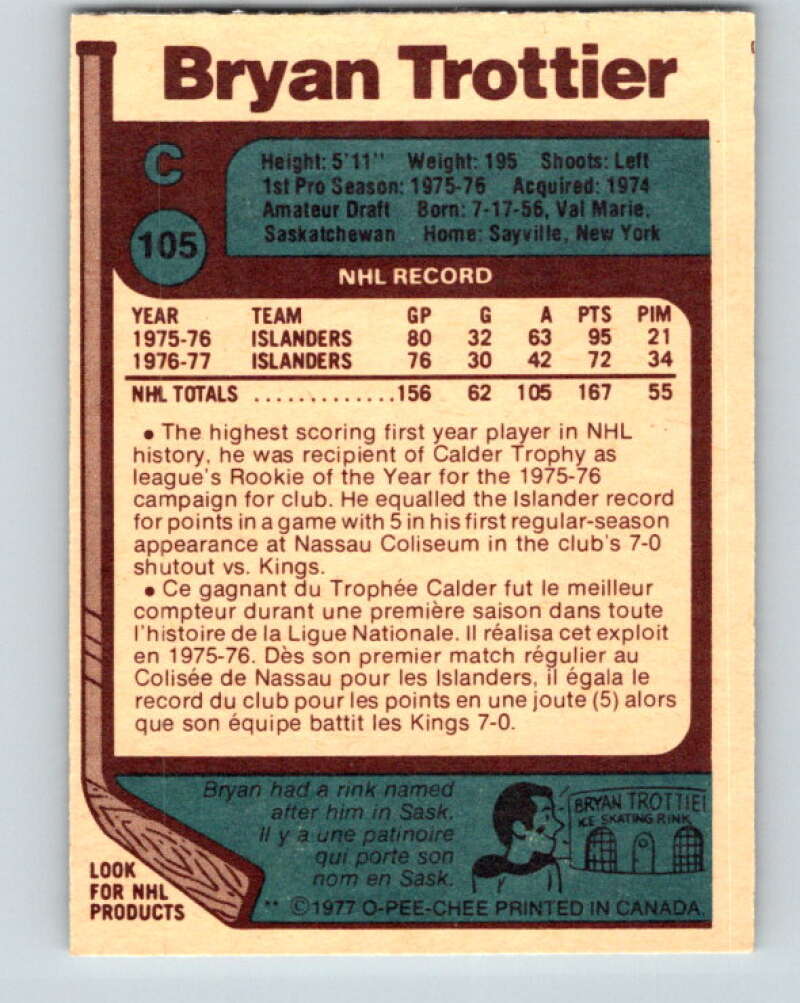 Bryan Trottier
C
105
Height: 5'11" Weight: 195 Shoots: Left
1st Pro Season: 1975-76 Acquired: 1974
Amateur Draft Born: 7-17-56, Val Marie,
Saskatchewan Home: Sayville, New York
NHL RECORD
YEAR TEAM GP G A PTS PIM
1975-76 ISLANDERS 80 32 63 95 21
1976-77 ISLANDERS 76 30 42 72 34
NHL TOTALS .............156 62 105 167 55
• The highest scoring first year player in NHL
history, he was recipient of Calder Trophy as
league's Rookie of the Year for the 1975-76
campaign for club. He equalled the Islander record
for points in a game with 5 in his first regular-season
appearance at Nassau Coliseum in the club's 7-0
shutout vs. Kings.
• Ce gagnant du Trophée Calder fut le meilleur
compteur durant une première saison dans toute
l'histoire de la Ligue Nationale. Il réalisa cet exploit
en 1975-76. Dès son premier match régulier au
Colisée de Nassau pour les Islanders, il égala le
record du club pour les points en une joute (5) alors
que son équipe battit les Kings 7-0.
Bryan had a rink named
after him in Sask.
Il y a une patinoire
qui porte son
nom en Sask.
BRYAN TROTTIE
ICE SKATING RINK
LOOK
FOR NHL
PRODUCTS
** ©1977 O-PEE-CHEE PRINTED IN CANADA.